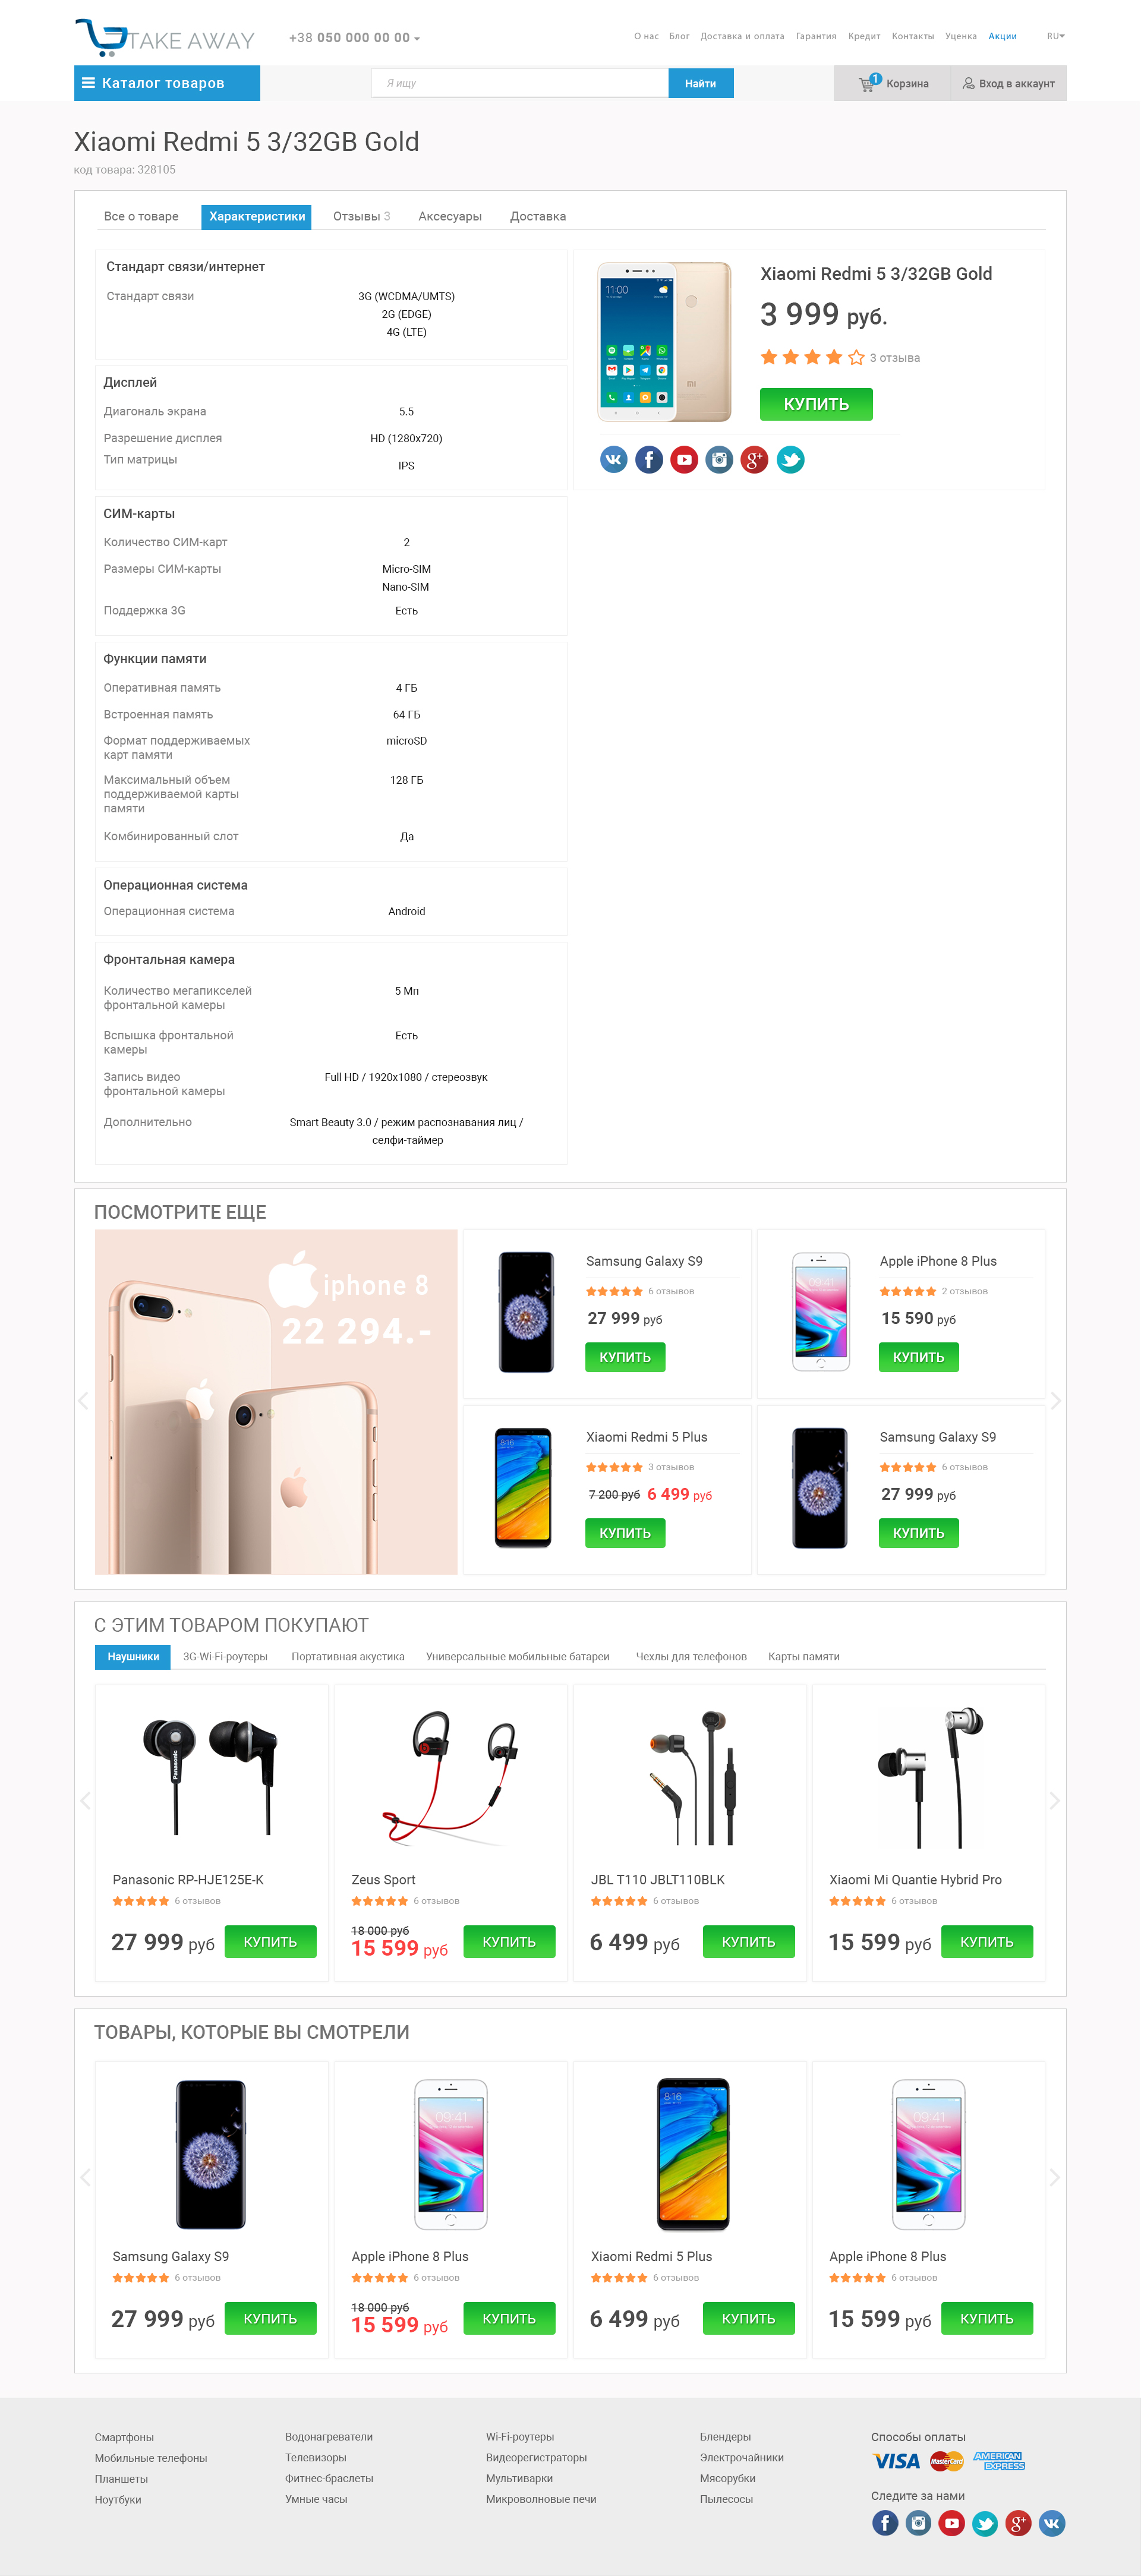 TAKE AWAY
+38 050 000 00 00
О нас Блог Доставка и оплата Гарантия Кредит Контакты Уценка Акции RU
Каталог товаров
Я ищу
Найти
1
Корзина
Вход в аккаунт
Xiaomi Redmi 5 3/32GB Gold
код товара: 328105
Все о товаре Характеристики Отзывы 3 Аксесуары Доставка
Стандарт связи/интернет
Стандарт связи 3G (WCDMA/UMTS)
2G (EDGE)
4G (LTE)
Дисплей
Диагональ экрана 5.5
Разрешение дисплея HD (1280x720)
Тип матрицы IPS
СИМ-карты
Количество СИМ-карт 2
Размеры СИМ-карты Micro-SIM
Nano-SIM
Поддержка 3G Есть
Функции памяти
Оперативная память 4 ГБ
Встроенная память 64 ГБ
Формат поддерживаемых microSD
карт памяти
Максимальный объем 128 ГБ
поддерживаемой карты
памяти
Комбинированный слот Да
Операционная система
Операционная система Android
Фронтальная камера
Количество мегапикселей 5 Мп
фронтальной камеры
Вспышка фронтальной Есть
камеры
Запись видео Full HD / 1920x1080 / стереозвук
фронтальной камеры
Дополнительно Smart Beauty 3.0 / режим распознавания лиц /
селфи-таймер
11:00
Xiaomi Redmi 5 3/32GB Gold
3 999 руб.
3 отзыва
КУПИТЬ
ПОСМОТРИТЕ ЕЩЕ
iphone 8
22 294.-
Samsung Galaxy S9
6 отзывов
27 999 руб
КУПИТЬ
09:41
Apple iPhone 8 Plus
2 отзывов
15 590 руб
КУПИТЬ
8:16
Xiaomi Redmi 5 Plus
3 отзывов
7 200 руб 6 499 руб
КУПИТЬ
Samsung Galaxy S9
6 отзывов
27 999 руб
КУПИТЬ
С ЭТИМ ТОВАРОМ ПОКУПАЮТ
Наушники 3G-Wi-Fi-роутеры Портативная акустика Универсальные мобильные батареи Чехлы для телефонов Карты памяти
Panasonic
Panasonic RP-HJE125E-K
6 отзывов
27 999 руб
КУПИТЬ
Zeus Sport
6 отзывов
18 000 руб
15 599 руб
КУПИТЬ
JBL T110 JBLT110BLK
6 отзывов
6 499 руб
КУПИТЬ
Xiaomi Mi Quantie Hybrid Pro
6 отзывов
15 599 руб
КУПИТЬ
ТОВАРЫ, КОТОРЫЕ ВЫ СМОТРЕЛИ
Samsung Galaxy S9
6 отзывов
27 999 руб
КУПИТЬ
09:41
Apple iPhone 8 Plus
6 отзывов
18 000 руб
15 599 руб
КУПИТЬ
8:16
Xiaomi Redmi 5 Plus
6 отзывов
6 499 руб
КУПИТЬ
09:41
Apple iPhone 8 Plus
6 отзывов
15 599 руб
КУПИТЬ
Смартфоны
Мобильные телефоны
Планшеты
Ноутбуки
Водонагреватели
Телевизоры
Фитнес-браслеты
Умные часы
Wi-Fi-роутеры
Видеорегистраторы
Мультиварки
Микроволновые печи
Блендеры
Электрочайники
Мясорубки
Пылесосы
Способы оплаты
VISA MasterCard AMERICAN EXPRESS
Следите за нами